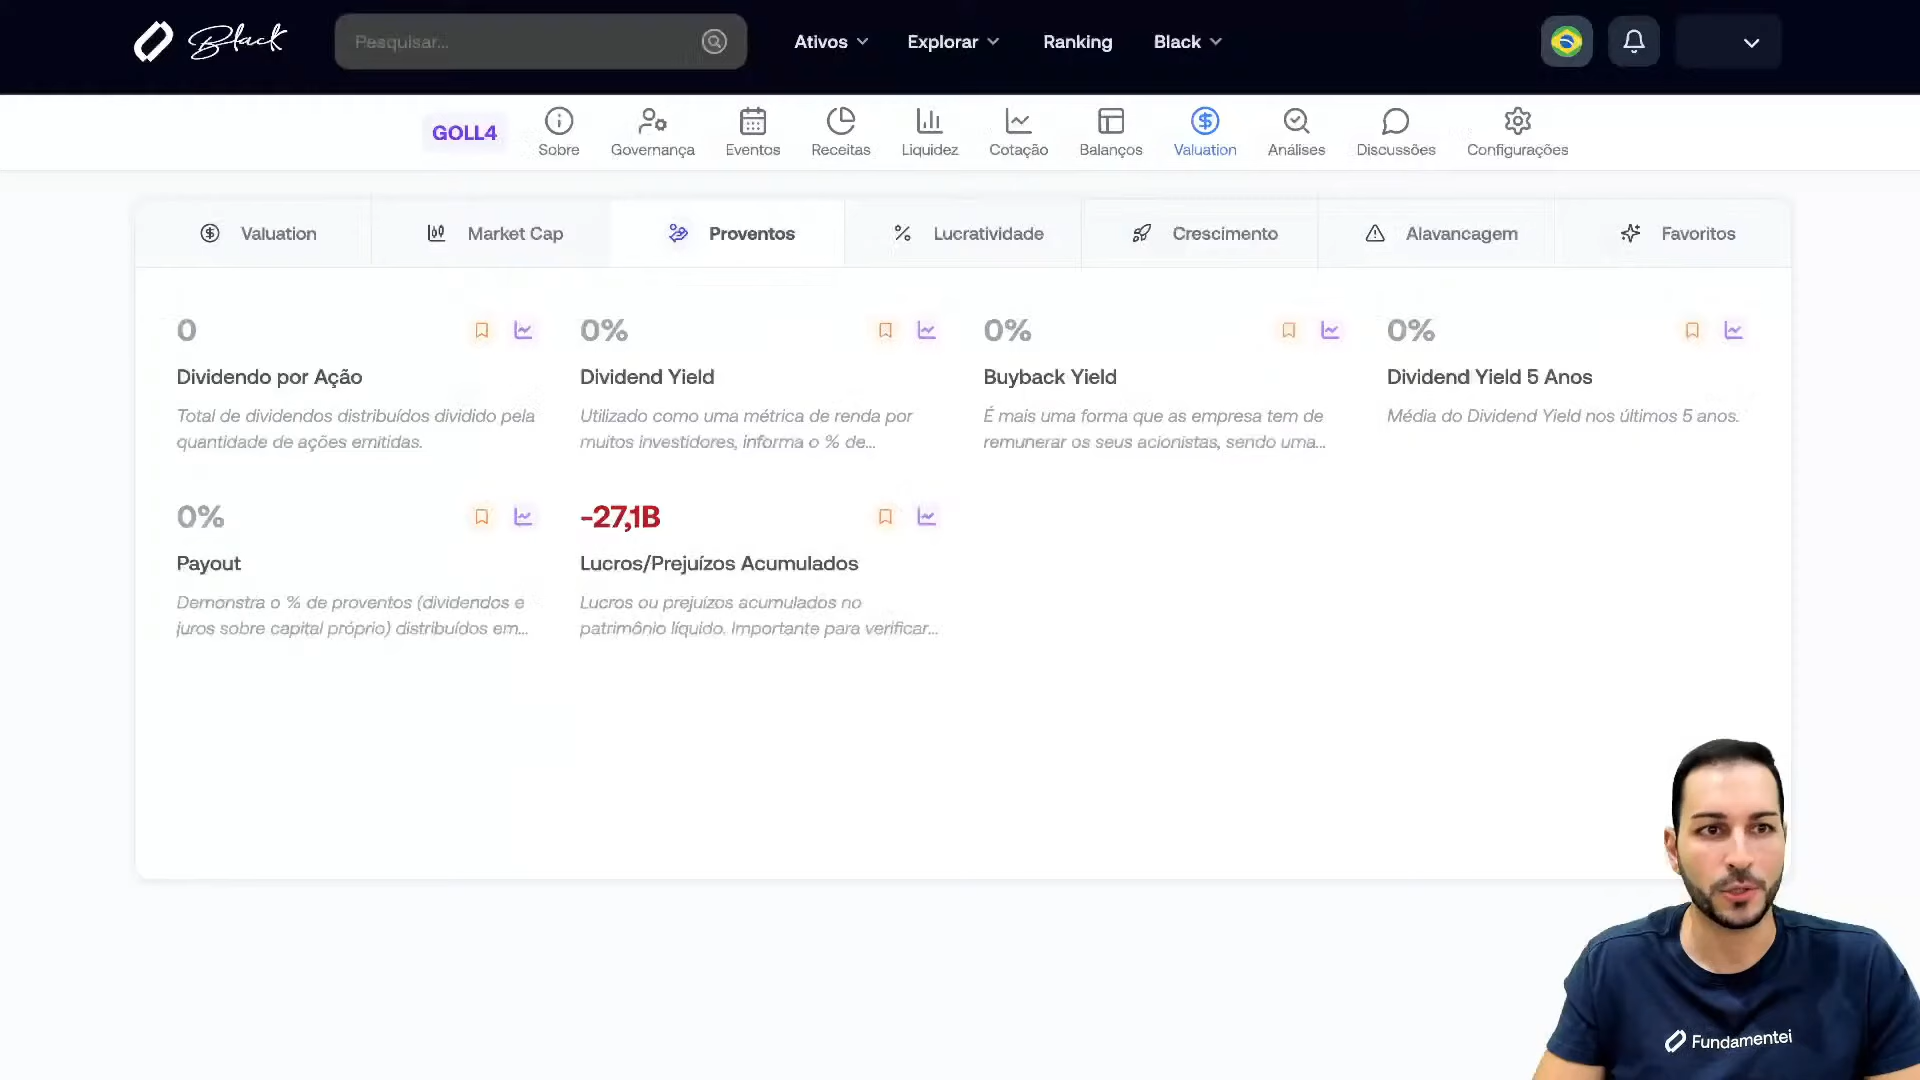 Black
Pesquisar...
Ativos
Explorar
Ranking
Black
GOLL4
Sobre
Governança
Eventos
Receitas
Liquidez
Cotação
Balanços
Valuation
Análises
Discussões
Configurações
Valuation
Market Cap
Proventos
Lucratividade
Crescimento
Alavancagem
Favoritos
0
Dividendo por Ação
Total de dividendos distribuídos dividido pela
quantidade de ações emitidas.
0%
Dividend Yield
Utilizado como uma métrica de renda por
muitos investidores, informa o % de...
0%
Buyback Yield
É mais uma forma que as empresa tem de
remunerar os seus acionistas, sendo uma...
0%
Dividend Yield 5 Anos
Média do Dividend Yield nos últimos 5 anos.
0%
Payout
Demonstra o % de proventos (dividendos e
juros sobre capital próprio) distribuídos em...
-27,1B
Lucros/Prejuízos Acumulados
Lucros ou prejuízos acumulados no
patrimônio líquido. Importante para verificar...
Fundamentei